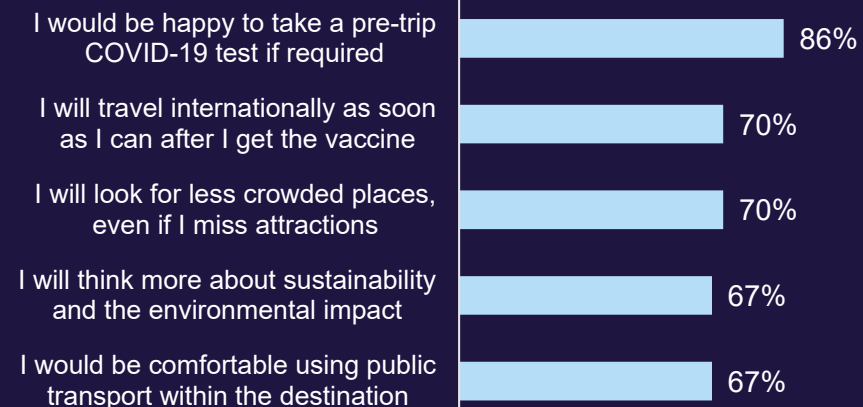 I would be happy to take a pre-trip
COVID-19 test if required
86%
I will travel internationally as soon
as I can after I get the vaccine
70%
I will look for less crowded places,
even if I miss attractions
70%
I will think more about sustainability
and the environmental impact
67%
I would be comfortable using public
transport within the destination
67%